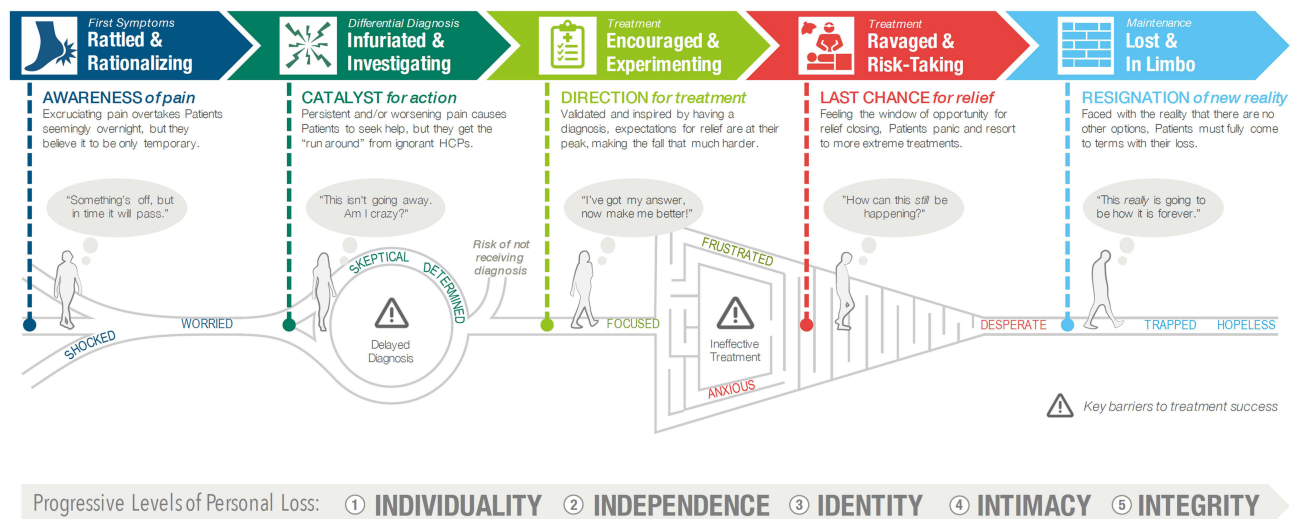 First Symptoms
Rattled &
Rationalizing
Differential Diagnosis
Infuriated &
Investigating
Treatment
Encouraged &
Experimenting
Treatment
Ravaged &
Risk-Taking
Maintenance
Lost &
In Limbo
AWARENESS of pain
Excruciating pain overtakes Patients
seemingly overnight, but they
believe it to be only temporary.
CATALYST for action
Persistent and/or worsening pain causes
Patients to seek help, but they get the
“run around” from ignorant HCPs.
DIRECTION for treatment
Validated and inspired by having a
diagnosis, expectations for relief are at their
peak, making the fall that much harder.
LAST CHANCE for relief
Feeling the window of opportunity for
relief closing, Patients panic and resort
to more extreme treatments.
RESIGNATION of new reality
Faced with the reality that there are no
other options, Patients must fully come
to terms with their loss.
“Something's off, but
in time it will pass.”
"This isn't going away.
Am I crazy?"
“I've got my answer,
now make me better!”
"How can this still be
happening?"
“This really is going to
be how it is forever.”
Risk of not
receiving
diagnosis
SHOCKED
WORRIED
SKEPTICAL
DETERMINED
Delayed
Diagnosis
FOCUSED
FRUSTRATED
Ineffective
Treatment
ANXIOUS
DESPERATE
TRAPPED
HOPELESS
Key barriers to treatment success
Progressive Levels of Personal Loss: 1 INDIVIDUALITY 2 INDEPENDENCE 3 IDENTITY 4 INTIMACY 5 INTEGRITY